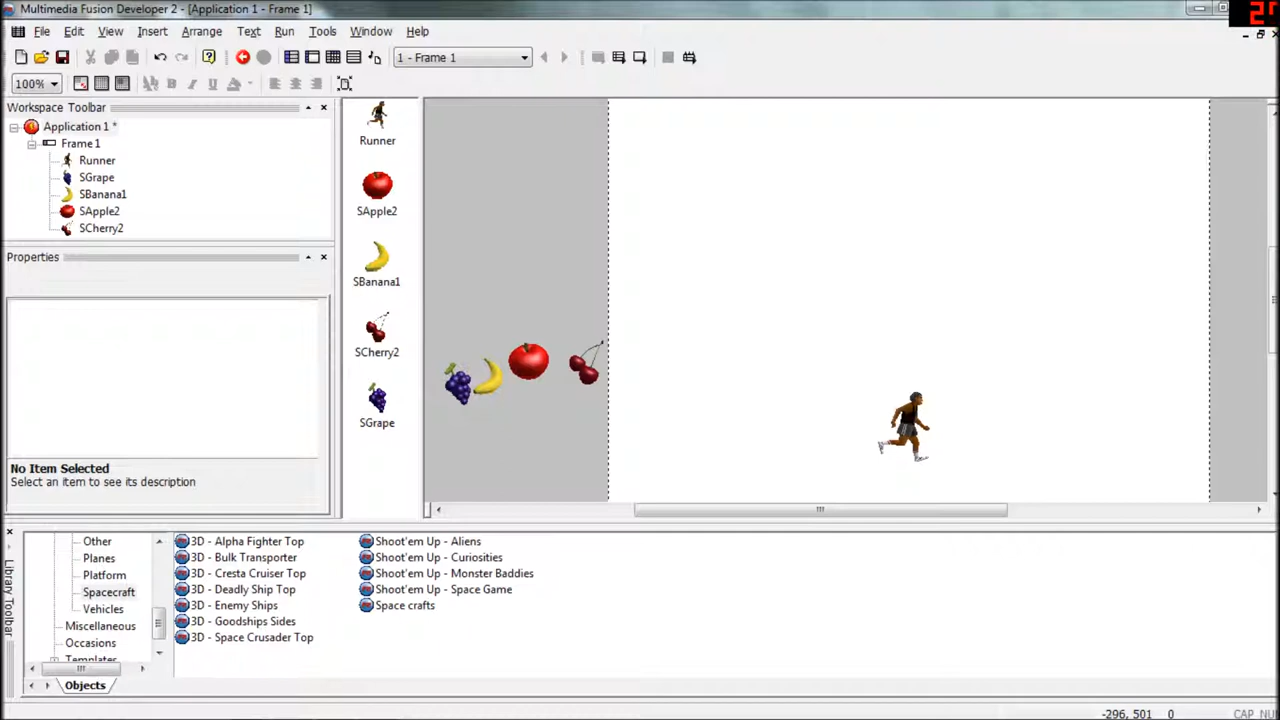 Multimedia Fusion Developer 2 - [Application 1 - Frame 1]
File Edit View Insert Arrange Text Run Tools Window Help
1 - Frame 1
100%
Workspace Toolbar
Application 1 *
Frame 1
Runner
SGrape
SBanana1
SApple2
SCherry2
Properties
No Item Selected
Select an item to see its description
Runner
SApple2
SBanana1
SCherry2
SGrape
Library Toolbar
Other
Planes
Platform
Spacecraft
Vehicles
Miscellaneous
Occasions
Templates
Objects
3D - Alpha Fighter Top
3D - Bulk Transporter
3D - Cresta Cruiser Top
3D - Deadly Ship Top
3D - Enemy Ships
3D - Goodships Sides
3D - Space Crusader Top
Shoot'em Up - Aliens
Shoot'em Up - Curiosities
Shoot'em Up - Monster Baddies
Shoot'em Up - Space Game
Space crafts
-296, 501 0 CAP NU